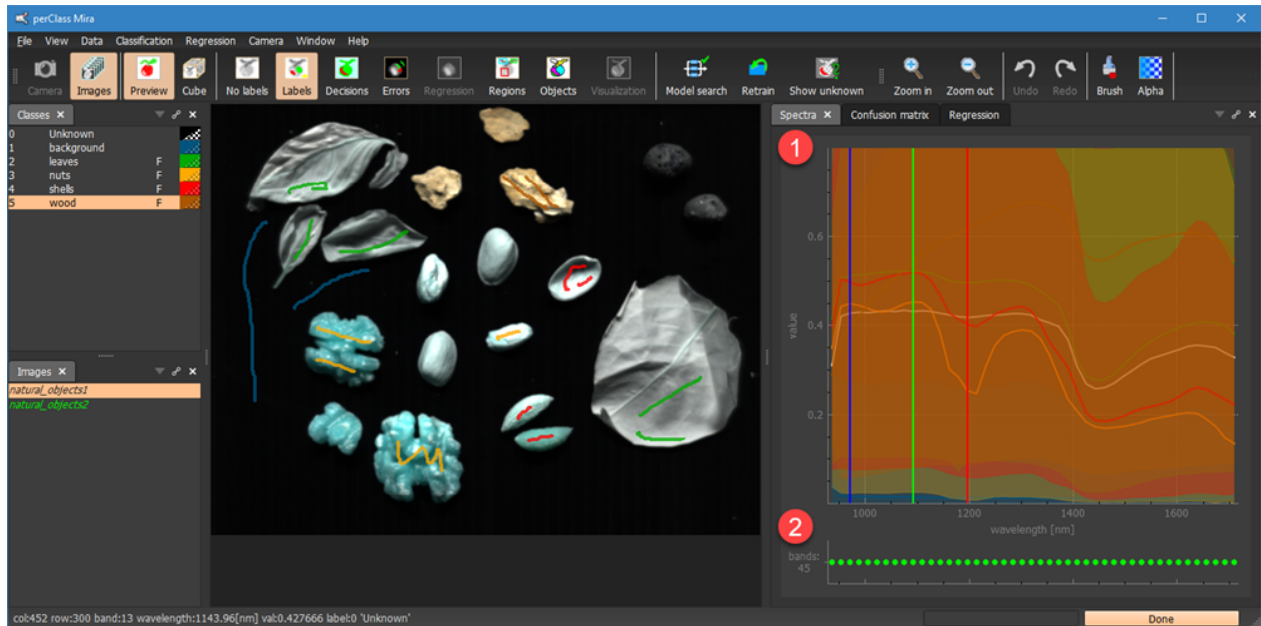 perClass Mira
File View Data Classification Regression Camera Window Help
Camera Images Preview Cube No labels Labels Decisions Errors Regression Regions Objects Visualization Model search Retrain Show unknown Zoom in Zoom out Undo Redo Brush Alpha
Classes
0 Unknown
1 background
2 leaves F
3 nuts F
4 shells F
5 wood F
Images
natural_objects1
natural_objects2
Spectra Confusion matrix Regression
1
0.6
0.4
0.2
value
1000 1200 1400 1600
wavelength [nm]
2
bands:
45
col:452 row:300 band:13 wavelength:1143.96[nm] val:0.427666 label:0 'Unknown'
Done